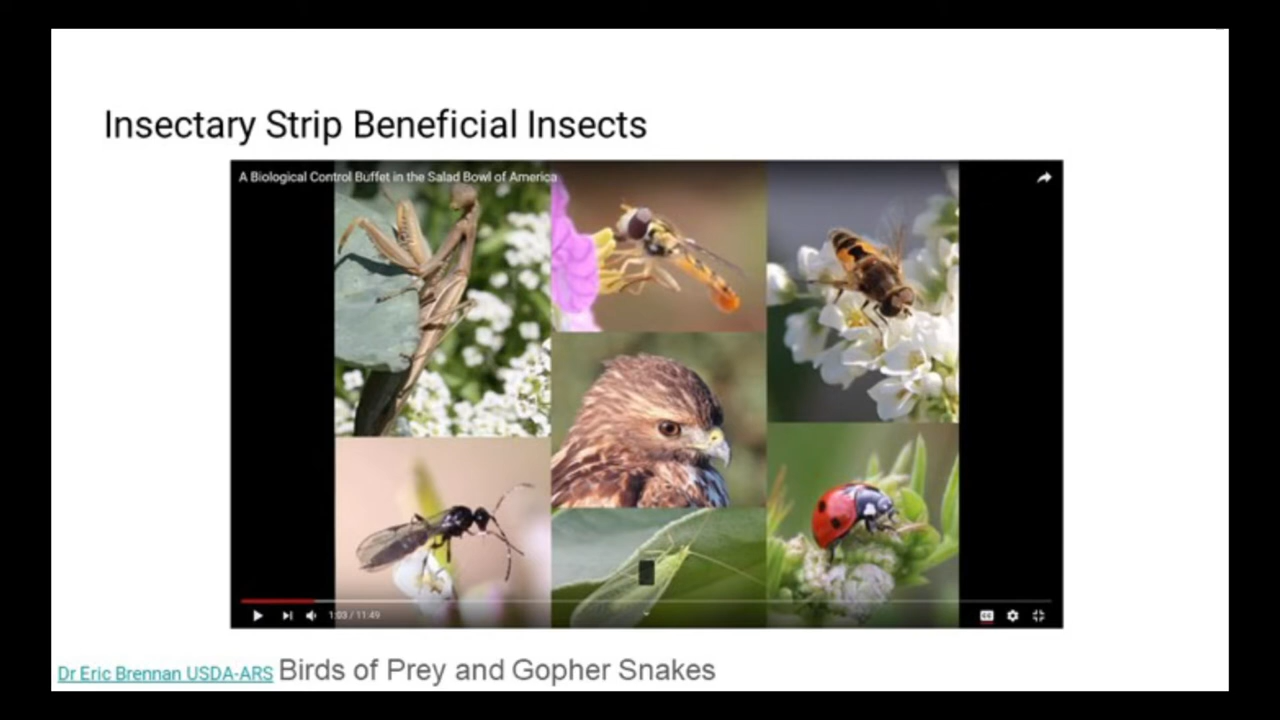 Insectary Strip Beneficial Insects
A Biological Control Buffet in the Salad Bowl of America
1:03 / 11:49
CC
Dr Eric Brennan USDA-ARS Birds of Prey and Gopher Snakes